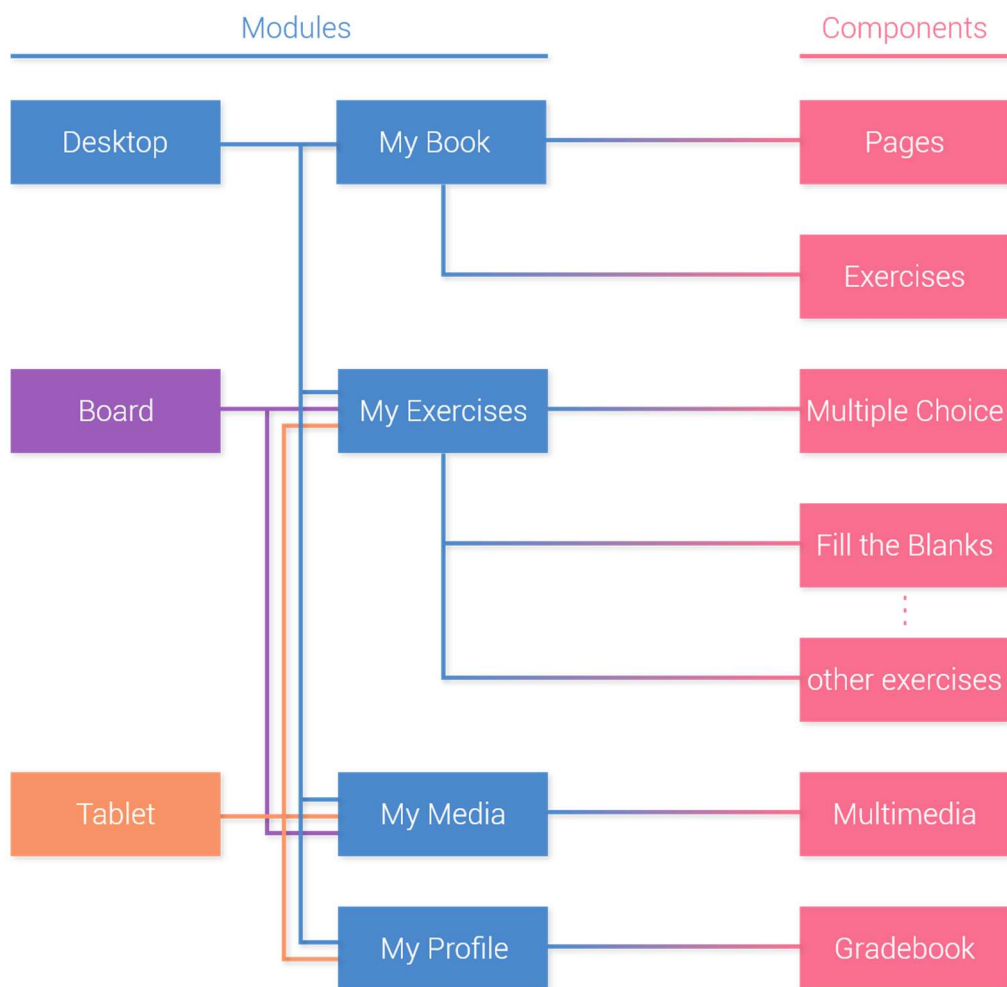 Modules
Components
Desktop
My Book
Pages
Exercises
Board
My Exercises
Multiple Choice
Fill the Blanks
other exercises
Tablet
My Media
Multimedia
My Profile
Gradebook